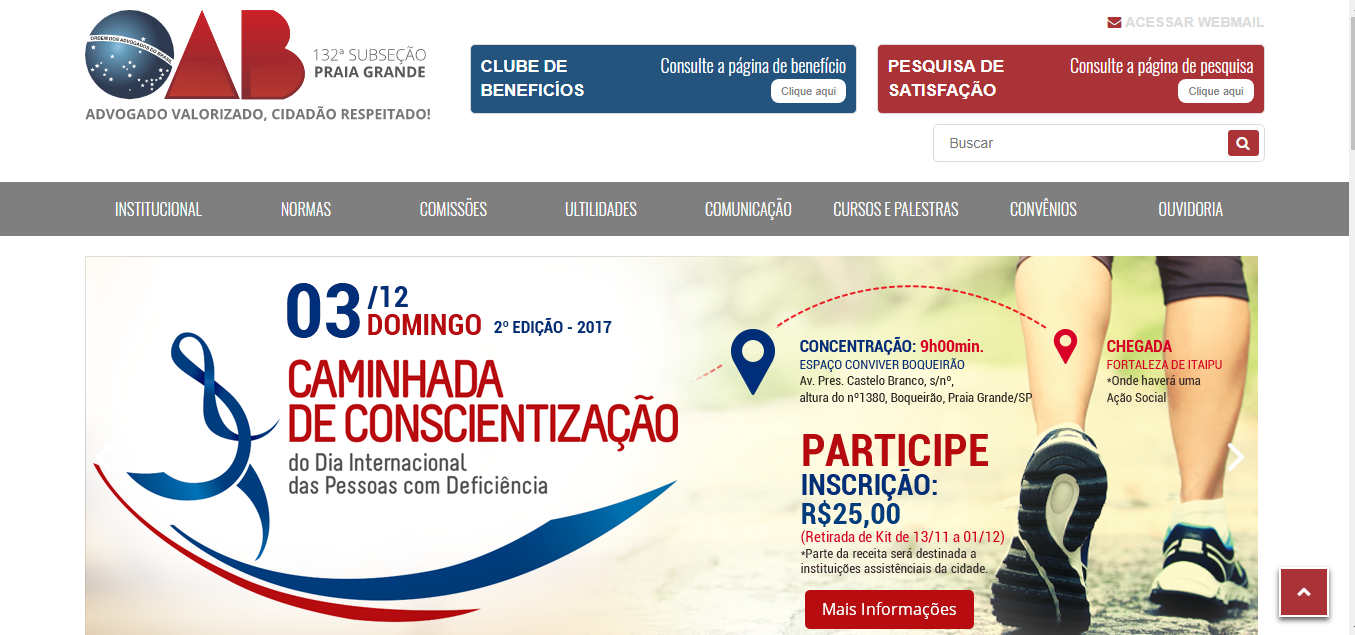 ACESSAR WEBMAIL
ORDEM DOS ADVOGADOS DO BRASIL
OAB
132ª SUBSEÇÃO
PRAIA GRANDE
ADVOGADO VALORIZADO, CIDADÃO RESPEITADO!
CLUBE DE
BENEFICÍOS
Consulte a página de benefício
Clique aqui
PESQUISA DE
SATISFAÇÃO
Consulte a página de pesquisa
Clique aqui
Buscar
INSTITUCIONAL NORMAS COMISSÕES ULTILIDADES COMUNICAÇÃO CURSOS E PALESTRAS CONVÊNIOS OUVIDORIA
03/12
DOMINGO 2º EDIÇÃO - 2017
CAMINHADA
DE CONSCIENTIZAÇÃO
do Dia Internacional
das Pessoas com Deficiência
CONCENTRAÇÃO: 9h00min.
ESPAÇO CONVIVER BOQUEIRÃO
Av. Pres. Castelo Branco, s/nº,
altura do nº1380, Boqueirão, Praia Grande/SP
CHEGADA
FORTALEZA DE ITAIPU
*Onde haverá uma
Ação Social
PARTICIPE
INSCRIÇÃO:
R$25,00
(Retirada de Kit de 13/11 a 01/12)
*Parte da receita será destinada a
instituições assistênciais da cidade.
Mais Informações